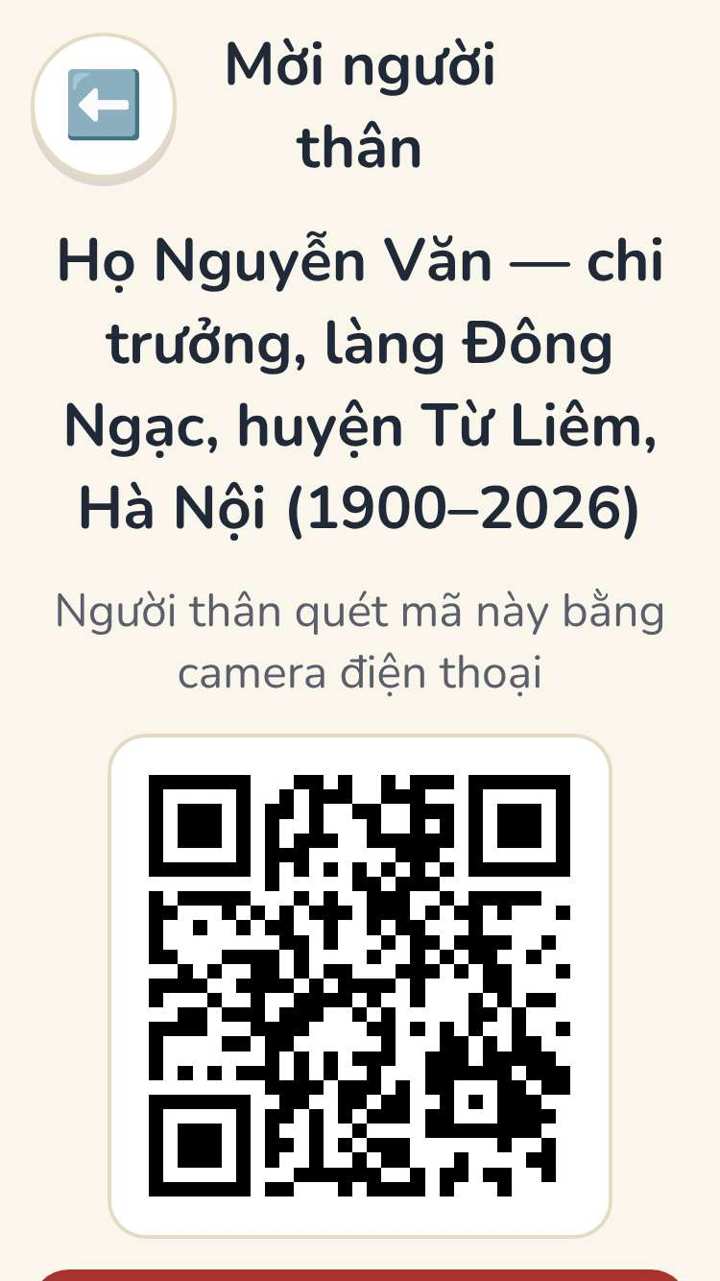 Mời người
thân
Họ Nguyễn Văn — chi
trưởng, làng Đông
Ngạc, huyện Từ Liêm,
Hà Nội (1900–2026)
Người thân quét mã này bằng
camera điện thoại